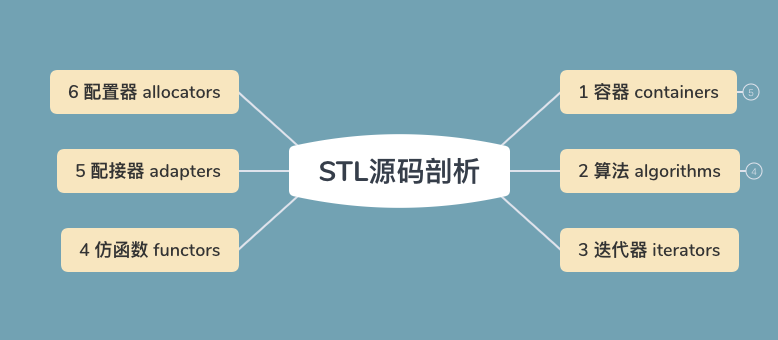 STL源码剖析
1 容器 containers
5
2 算法 algorithms
4
3 迭代器 iterators
4 仿函数 functors
5 配接器 adapters
6 配置器 allocators